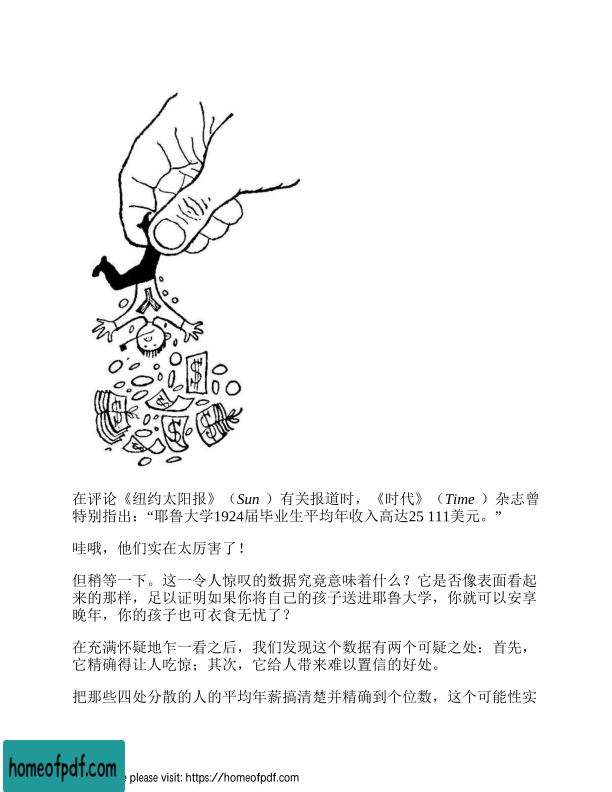 在评论《纽约太阳报》（Sun ）有关报道时，《时代》（Time ）杂志曾
特别指出：“耶鲁大学1924届毕业生平均年收入高达25 111美元。”
哇哦，他们实在太厉害了！
但稍等一下。这一令人惊叹的数据究竟意味着什么？它是否像表面看起
来的那样，足以证明如果你将自己的孩子送进耶鲁大学，你就可以安享
晚年，你的孩子也可衣食无忧了？
在充满怀疑地乍一看之后，我们发现这个数据有两个可疑之处：首先，
它精确得让人吃惊；其次，它给人带来难以置信的好处。
把那些四处分散的人的平均年薪搞清楚并精确到个位数，这个可能性实
homeofpdf.com
e please visit: https://homeofpdf.com